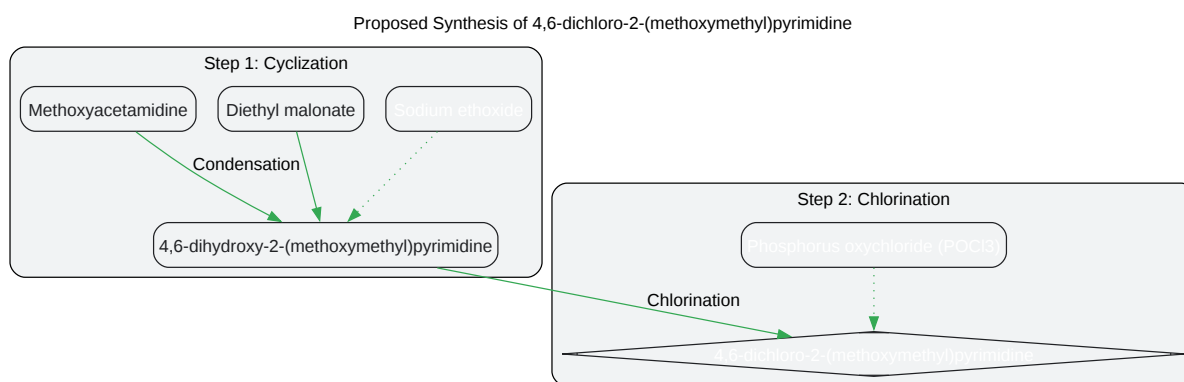 Proposed Synthesis of 4,6-dichloro-2-(methoxymethyl)pyrimidine
Step 1: Cyclization
Methoxyacetamidine
Diethyl malonate
Sodium ethoxide
Condensation
4,6-dihydroxy-2-(methoxymethyl)pyrimidine
Step 2: Chlorination
Phosphorus oxychloride (POCl3)
Chlorination
4,6-dichloro-2-(methoxymethyl)pyrimidine